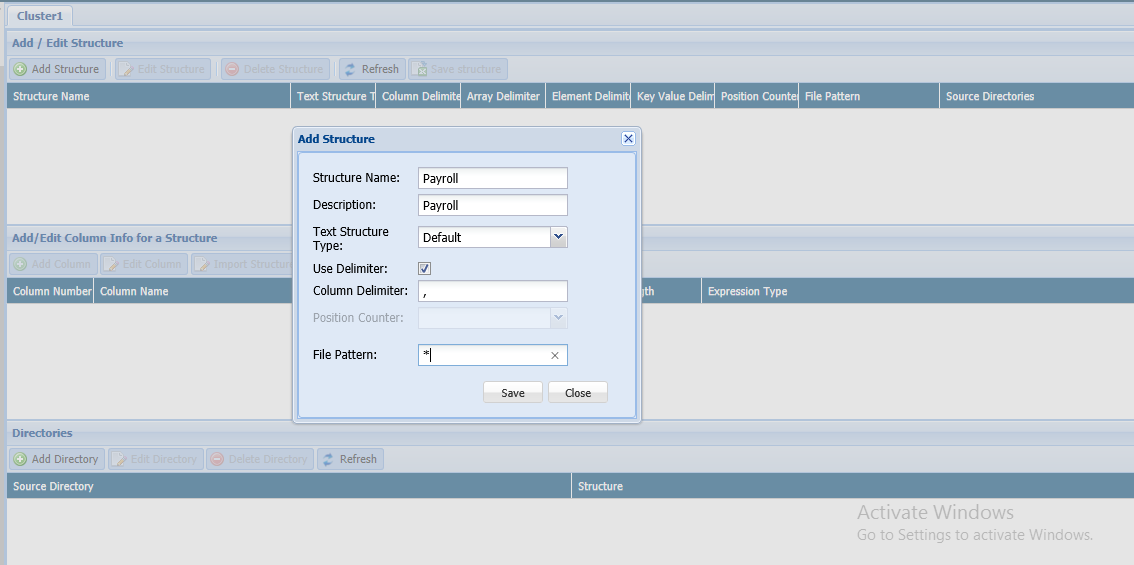 Cluster1
Add / Edit Structure
Add Structure Edit Structure Delete Structure Refresh Save structure
Structure Name Text Structure T Column Delimite Array Delimiter Element Delimit Key Value Delim Position Counter File Pattern Source Directories
Add Structure
Structure Name: Payroll
Description: Payroll
Text Structure
Type: Default
Use Delimiter:
Column Delimiter: ,
Position Counter:
File Pattern: *
Save Close
Add/Edit Column Info for a Structure
Add Column Edit Column Import Structure
Column Number Column Name gth Expression Type
Directories
Add Directory Edit Directory Delete Directory Refresh
Source Directory Structure
Activate Windows
Go to Settings to activate Windows.